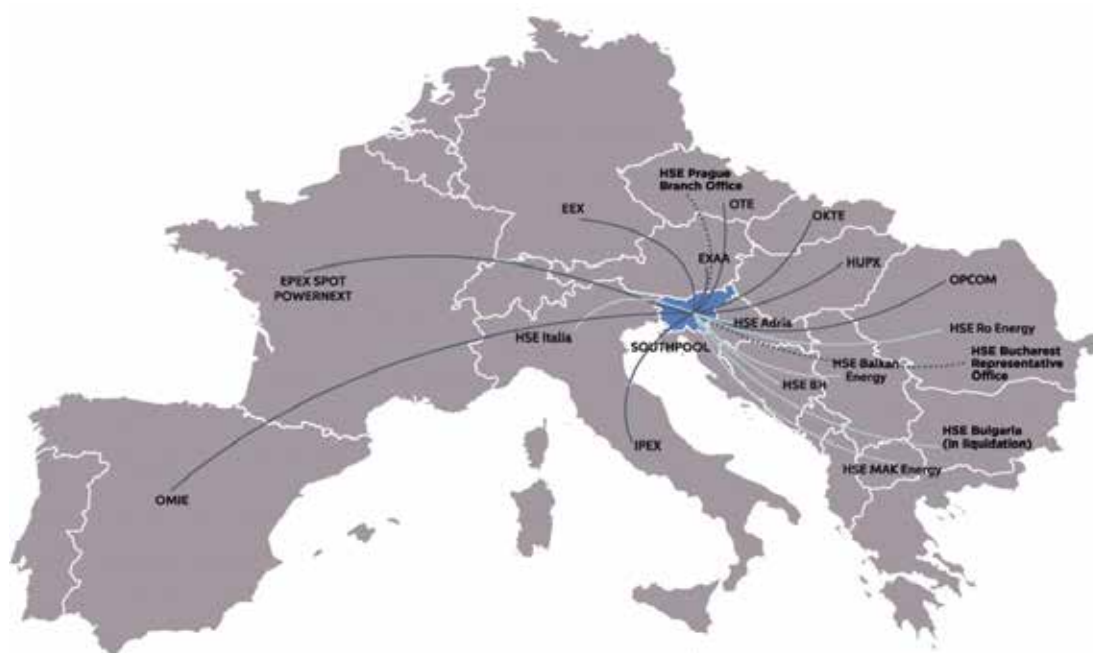 HSE Prague
Branch Office
OTE
EEX
OKTE
EXAA
HUPX
EPEX SPOT
POWERNEXT
OPCOM
HSE Adria
HSE Ro Energy
HSE Italia
SOUTHPOOL
HSE Balkan
Energy
HSE Bucharest
Representative
Office
HSE BH
HSE Bulgaria
(in liquidation)
IPEX
HSE MAK Energy
OMIE